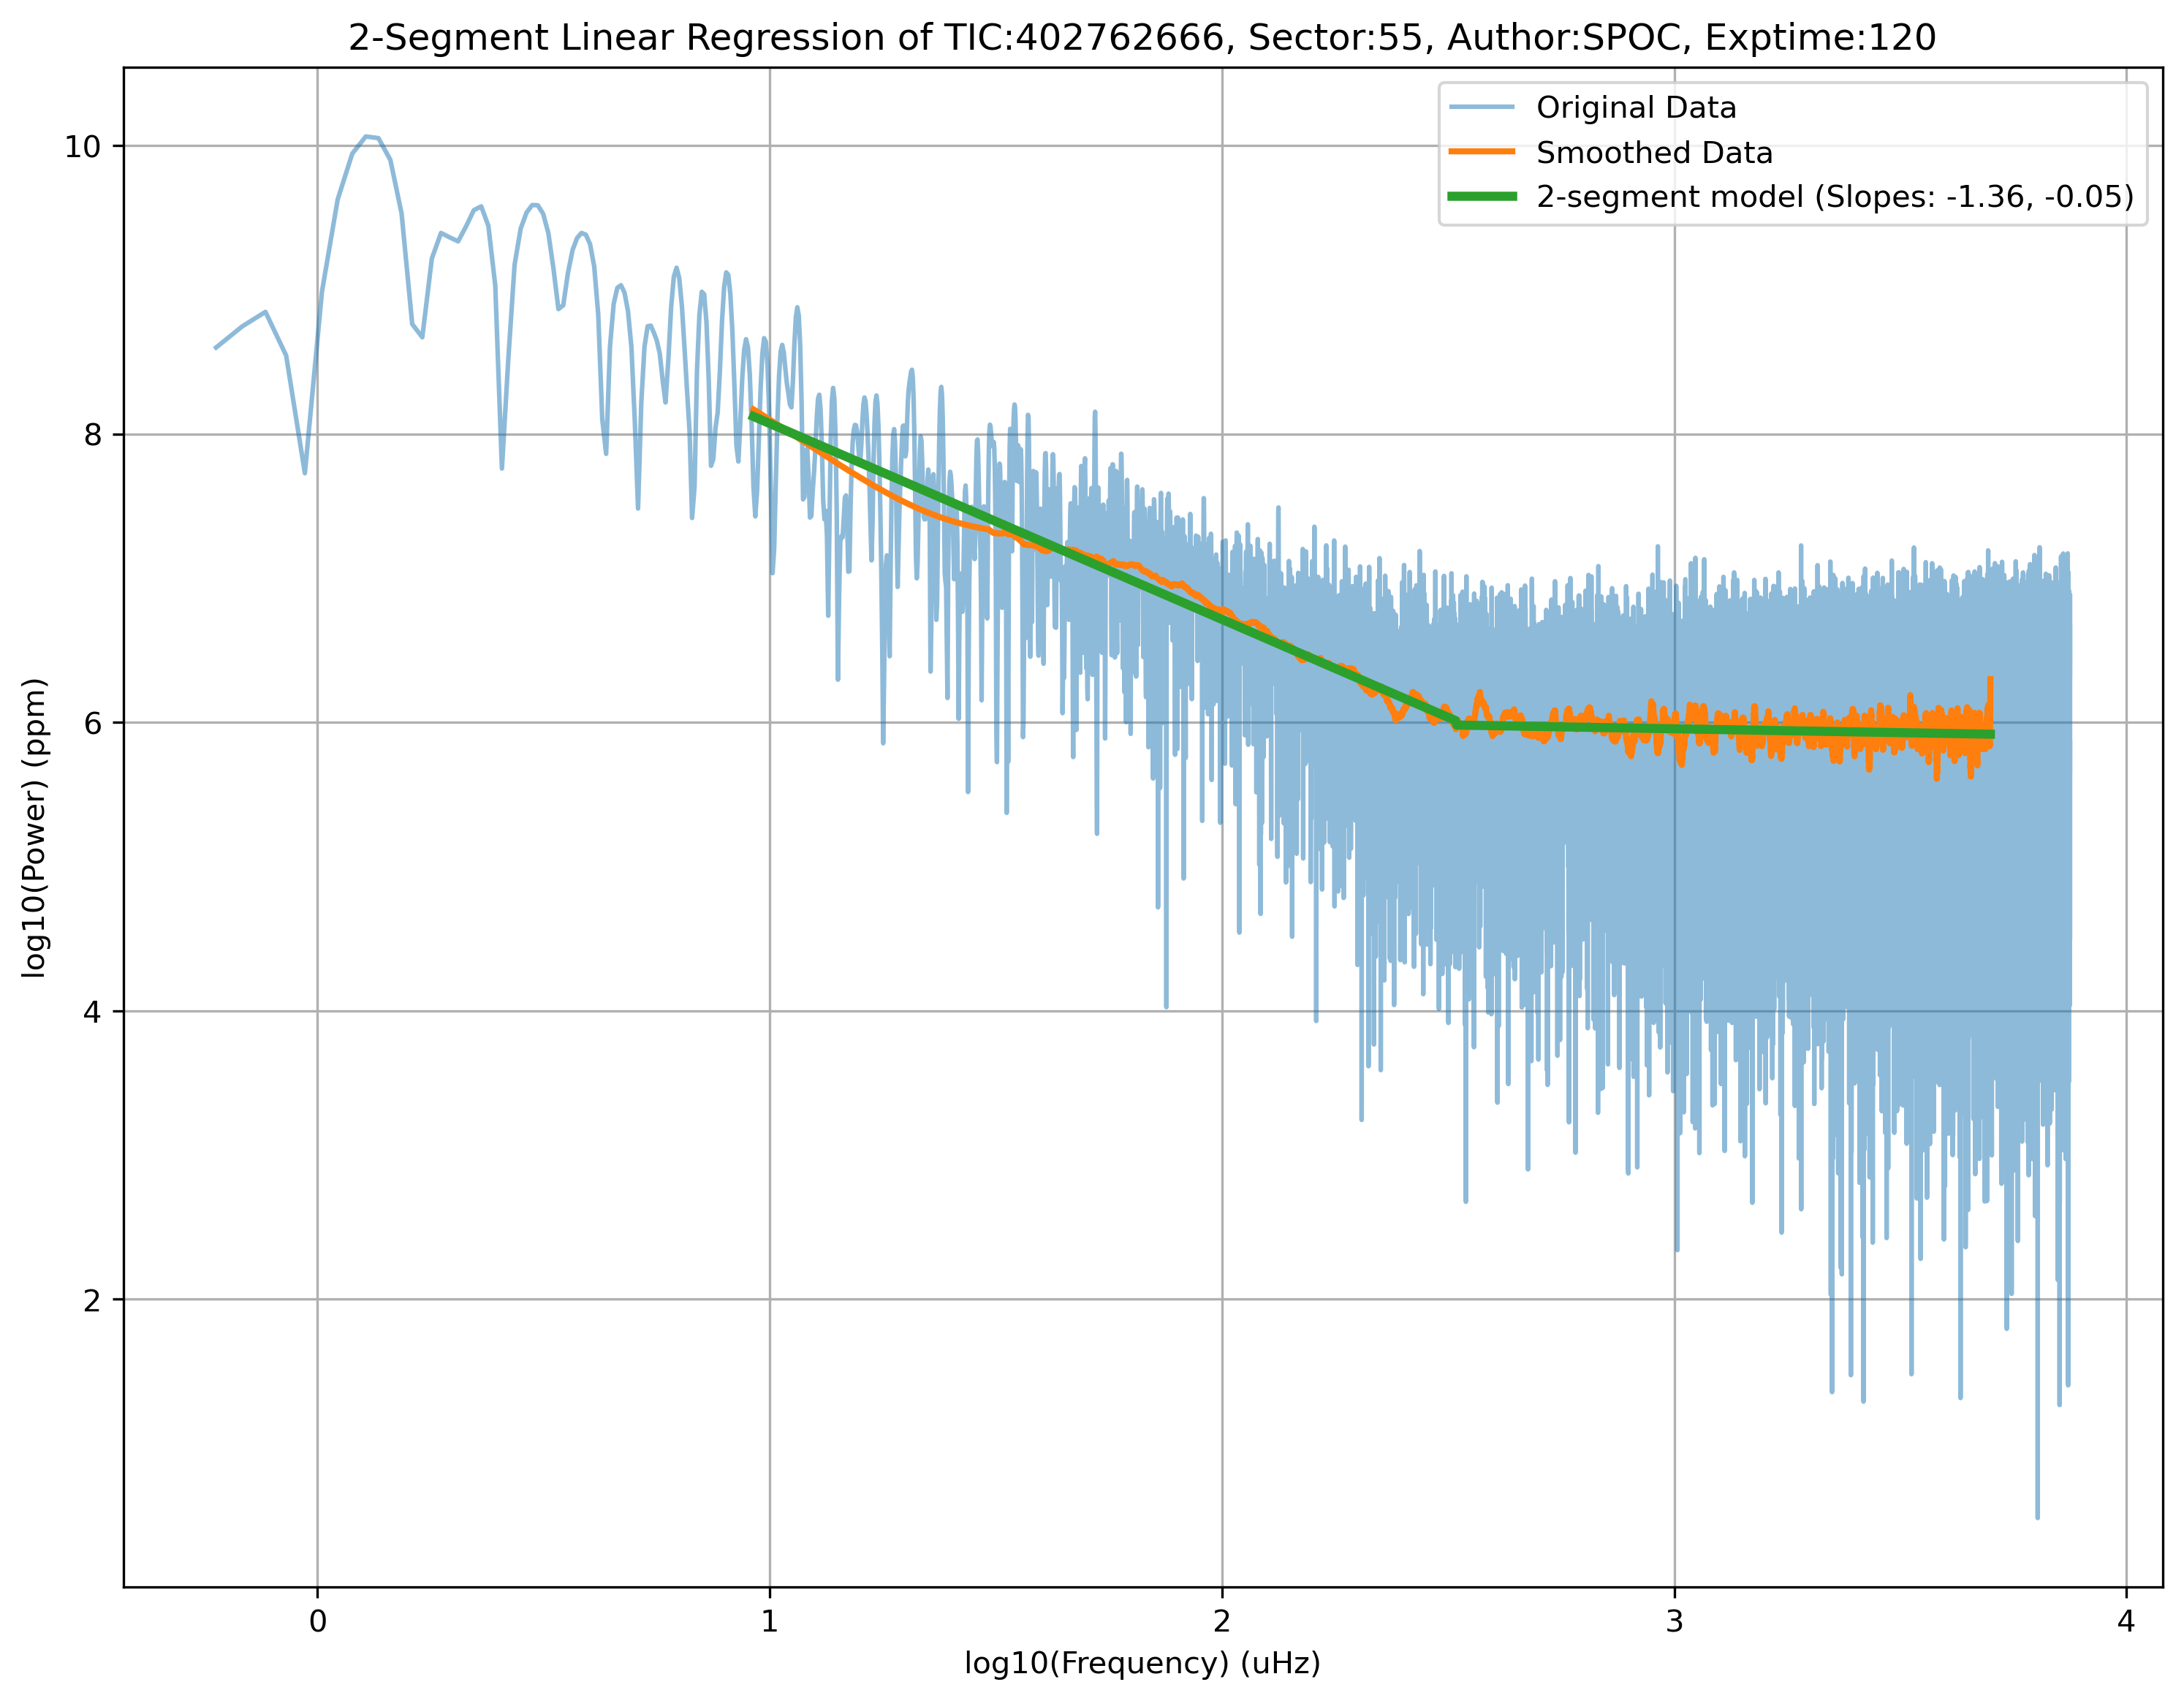 2-Segment Linear Regression of TIC:402762666, Sector:55, Author:SPOC, Exptime:120
Original Data
Smoothed Data
2-segment model (Slopes: -1.36, -0.05)
10
8
6
4
2
log10(Power) (ppm)
0
1
2
3
4
log10(Frequency) (uHz)